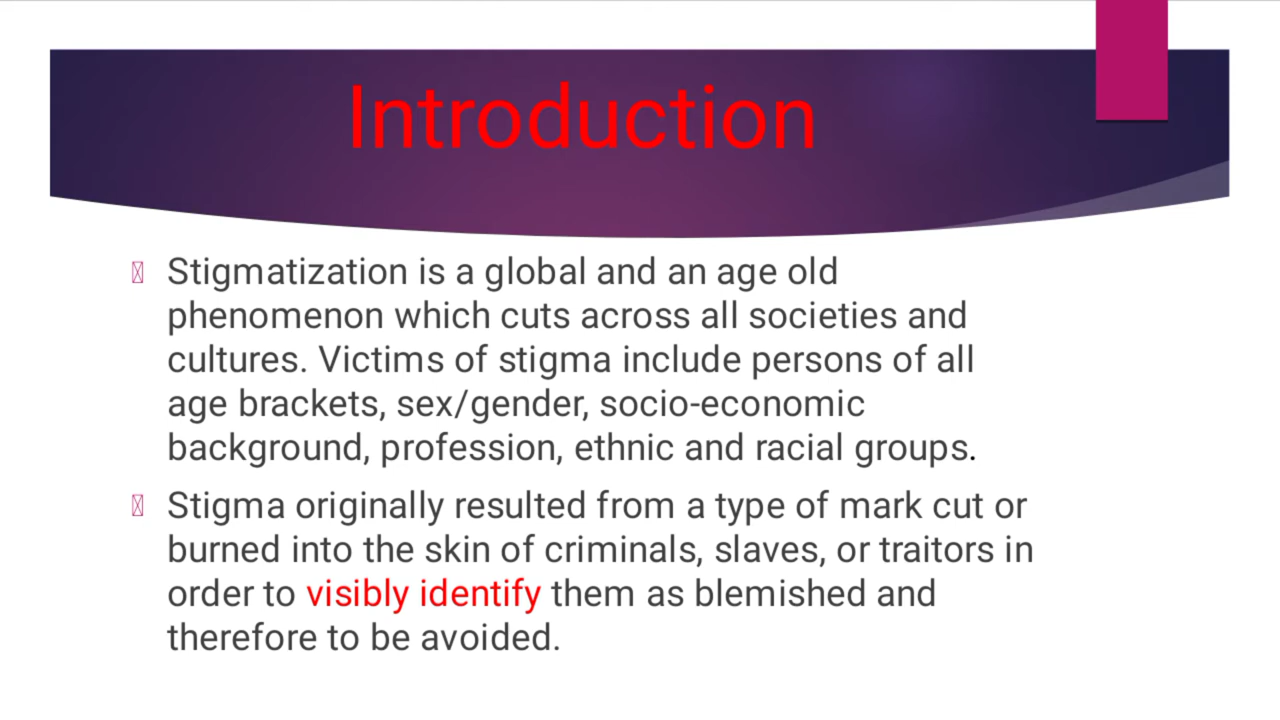 Introduction
Stigmatization is a global and an age old
phenomenon which cuts across all societies and
cultures. Victims of stigma include persons of all
age brackets, sex/gender, socio-economic
background, profession, ethnic and racial groups.
Stigma originally resulted from a type of mark cut or
burned into the skin of criminals, slaves, or traitors in
order to visibly identify them as blemished and
therefore to be avoided.